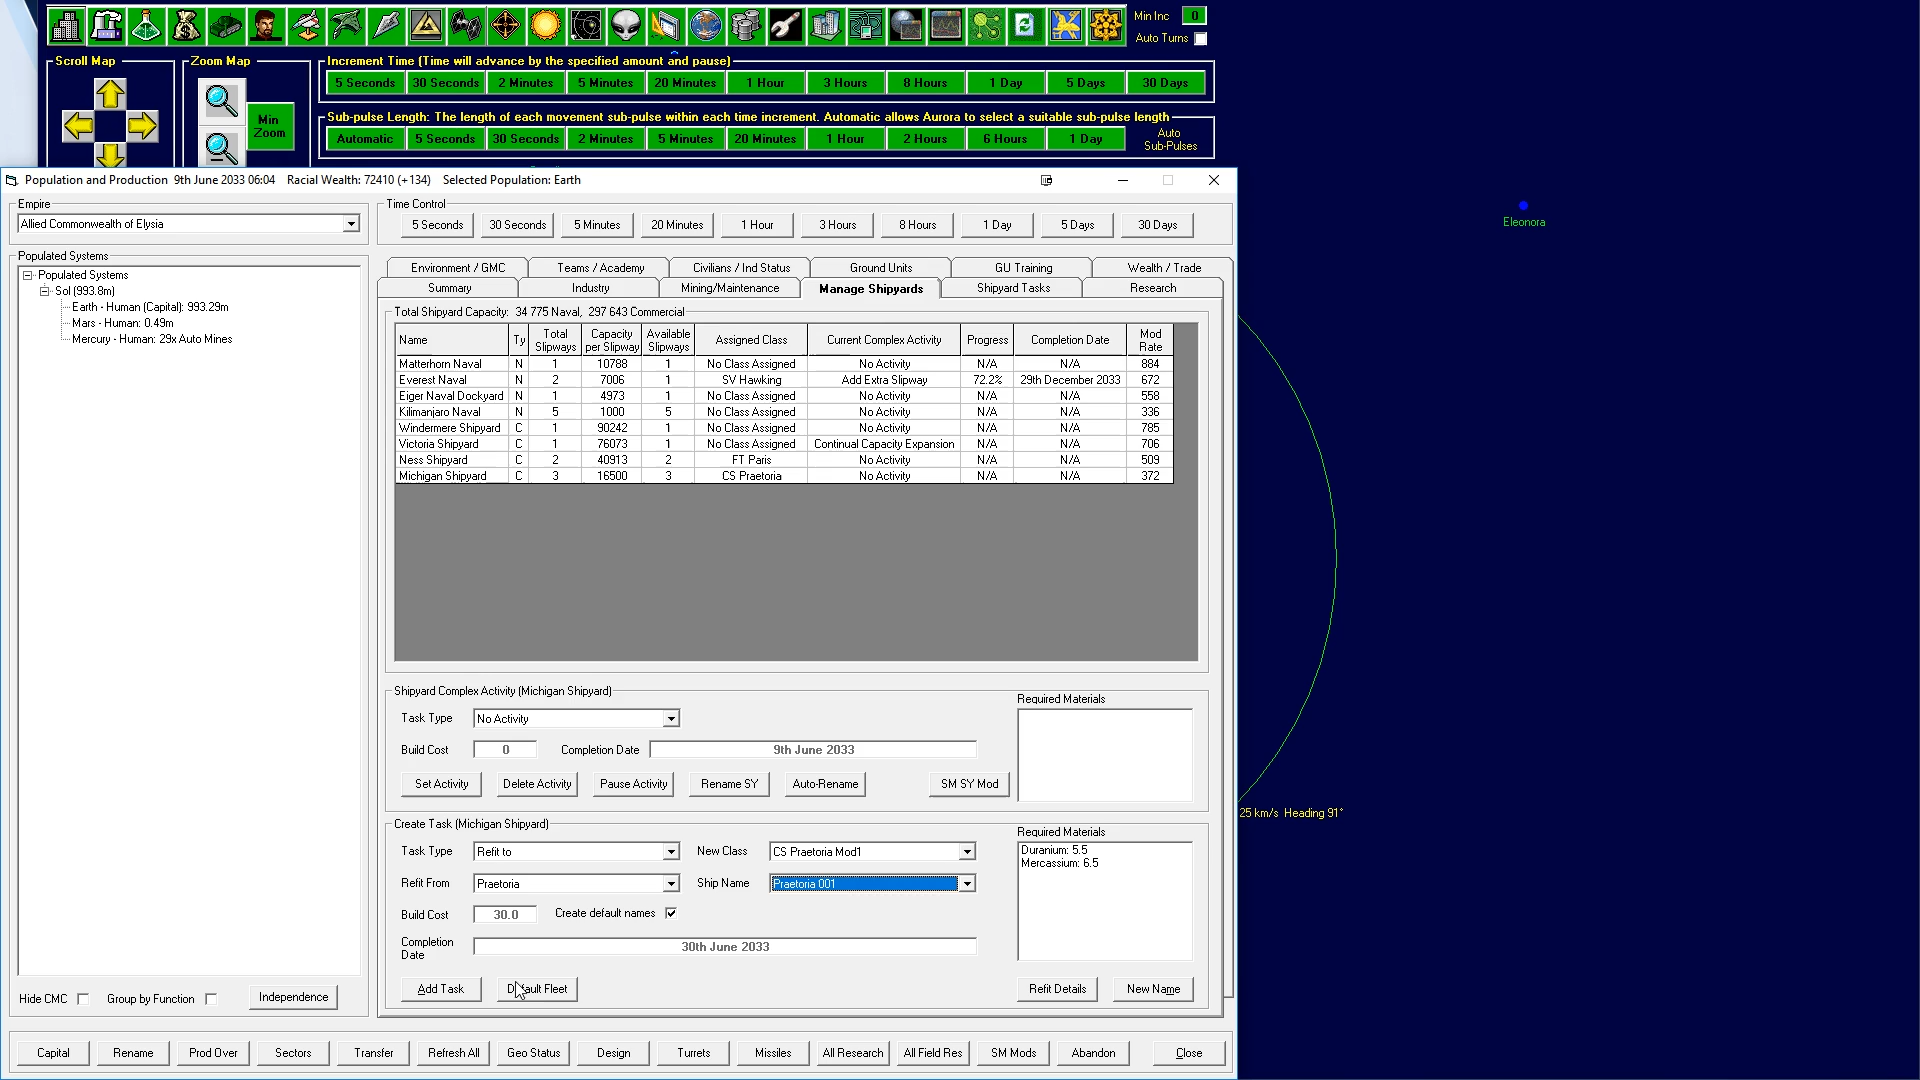 Min Inc 0
Auto Turns
Scroll Map
Zoom Map
Min Zoom
Increment Time (Time will advance by the specified amount and pause)
5 Seconds 30 Seconds 2 Minutes 5 Minutes 20 Minutes 1 Hour 3 Hours 8 Hours 1 Day 5 Days 30 Days
Sub-pulse Length: The length of each movement sub-pulse within each time increment. Automatic allows Aurora to select a suitable sub-pulse length
Automatic 5 Seconds 30 Seconds 2 Minutes 5 Minutes 20 Minutes 1 Hour 2 Hours 6 Hours 1 Day Auto Sub-Pulses
Population and Production 9th June 2033 06:04 Racial Wealth: 72410 (+134) Selected Population: Earth
Empire
Allied Commonwealth of Elysia
Time Control
5 Seconds 30 Seconds 5 Minutes 20 Minutes 1 Hour 3 Hours 8 Hours 1 Day 5 Days 30 Days
Populated Systems
Populated Systems
Sol (993.8m)
Earth - Human (Capital): 993.29m
Mars - Human: 0.49m
Mercury - Human: 29x Auto Mines
Environment / GMC Teams / Academy Civilians / Ind Status Ground Units GU Training Wealth / Trade
Summary Industry Mining/Maintenance Manage Shipyards Shipyard Tasks Research
Total Shipyard Capacity: 34 775 Naval, 297 643 Commercial
Name Ty Total Slipways Capacity per Slipway Available Slipways Assigned Class Current Complex Activity Progress Completion Date Mod Rate
Matterhorn Naval N 1 10788 1 No Class Assigned No Activity N/A N/A 884
Everest Naval N 2 7006 1 SV Hawking Add Extra Slipway 72.2% 29th December 2033 672
Eiger Naval Dockyard N 1 4973 1 No Class Assigned No Activity N/A N/A 558
Kilimanjaro Naval N 5 1000 5 No Class Assigned No Activity N/A N/A 336
Windermere Shipyard C 1 90242 1 No Class Assigned No Activity N/A N/A 785
Victoria Shipyard C 1 76073 1 No Class Assigned Continual Capacity Expansion N/A N/A 706
Ness Shipyard C 2 40913 2 FT Paris No Activity N/A N/A 509
Michigan Shipyard C 3 16500 3 CS Praetoria No Activity N/A N/A 372
Shipyard Complex Activity (Michigan Shipyard)
Required Materials
Task Type No Activity
Build Cost 0 Completion Date 9th June 2033
Set Activity Delete Activity Pause Activity Rename SY Auto-Rename SM SY Mod
Create Task (Michigan Shipyard)
Required Materials
Duranium: 5.5
Mercassium: 6.5
Task Type Refit to New Class CS Praetoria Mod1
Refit From Praetoria Ship Name Praetoria 001
Build Cost 30.0 Create default names
Completion Date 30th June 2033
Add Task Default Fleet Refit Details New Name
Hide CMC Group by Function Independence
Capital Rename Prod Over Sectors Transfer Refresh All Geo Status Design Turrets Missiles All Research All Field Res SM Mods Abandon Close
Eleonora
25 km/s Heading 91°